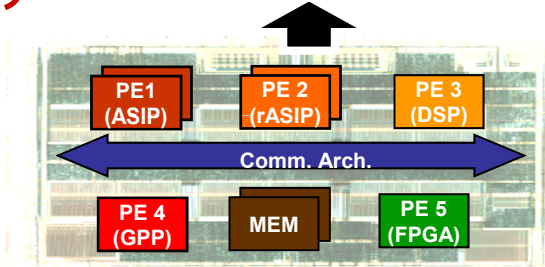 PE1
(ASIP)
PE 2
(rASIP)
PE 3
(DSP)
Comm. Arch.
PE 4
(GPP)
MEM
PE 5
(FPGA)